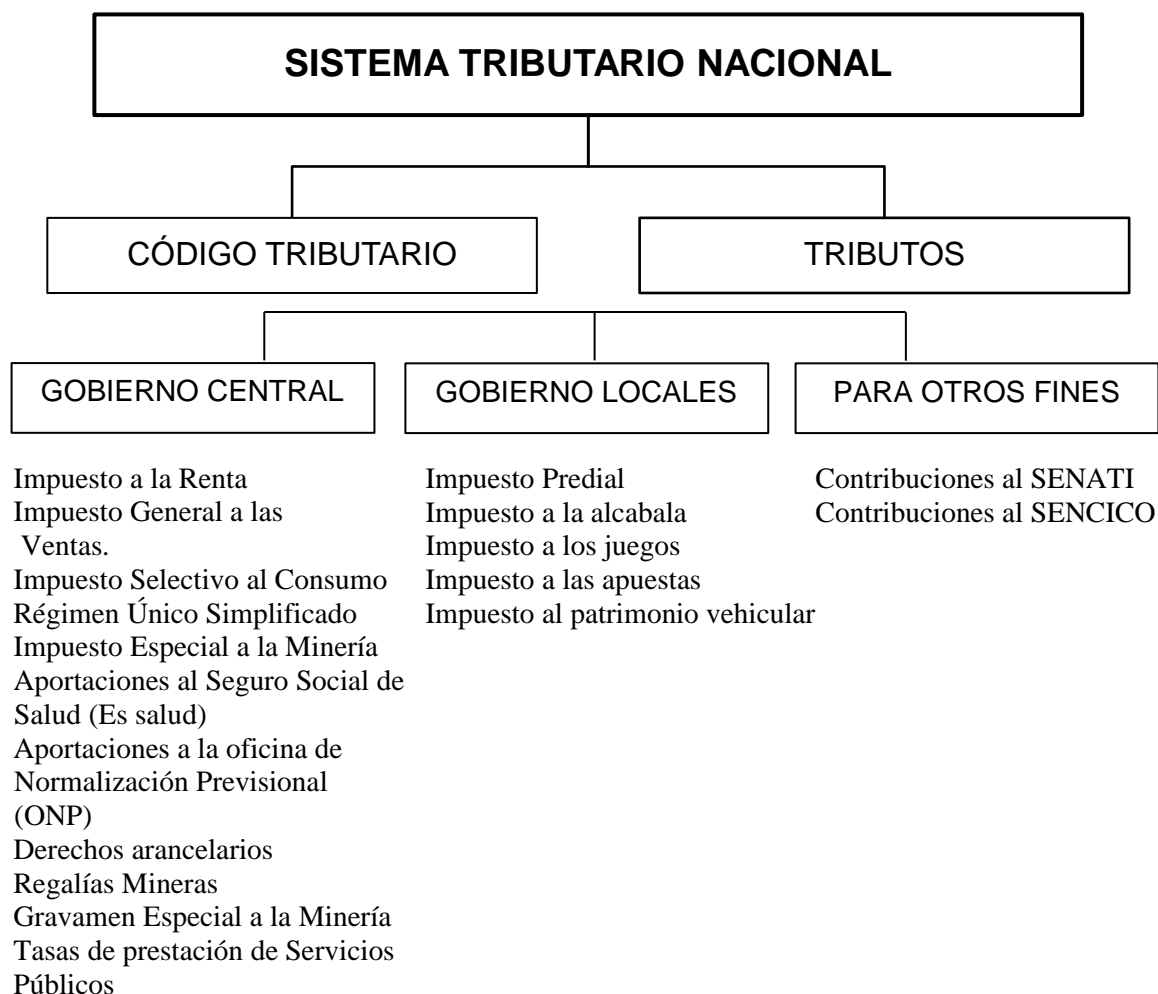 SISTEMA TRIBUTARIO NACIONAL
CÓDIGO TRIBUTARIO
TRIBUTOS
GOBIERNO CENTRAL
GOBIERNO LOCALES
PARA OTROS FINES
Impuesto a la Renta
Impuesto General a las
Ventas.
Impuesto Selectivo al Consumo
Régimen Único Simplificado
Impuesto Especial a la Minería
Aportaciones al Seguro Social de
Salud (Es salud)
Aportaciones a la oficina de
Normalización Previsional
(ONP)
Derechos arancelarios
Regalías Mineras
Gravamen Especial a la Minería
Tasas de prestación de Servicios
Públicos
Impuesto Predial
Impuesto a la alcabala
Impuesto a los juegos
Impuesto a las apuestas
Impuesto al patrimonio vehicular
Contribuciones al SENATI
Contribuciones al SENCICO